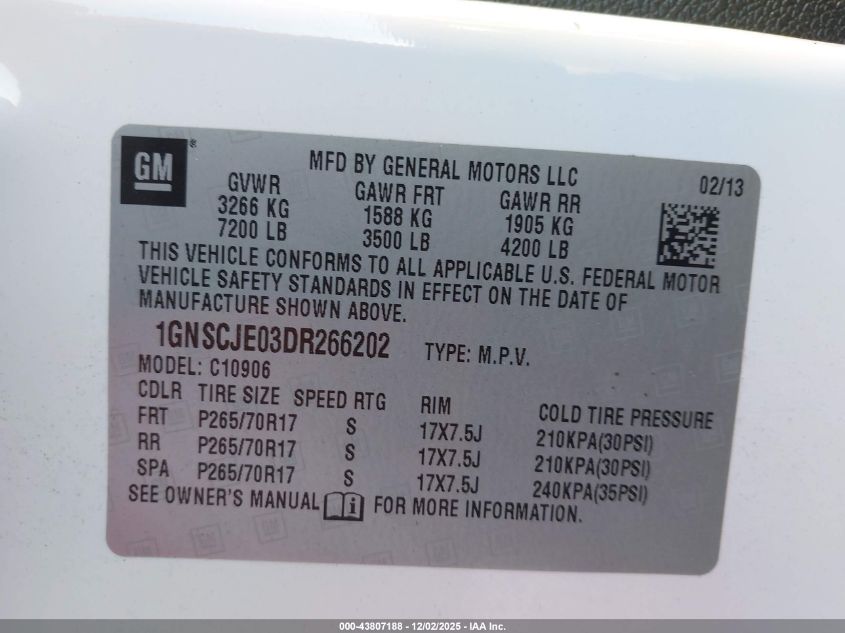 GM® MFD BY GENERAL MOTORS LLC 02/13
GVWR GAWR FRT GAWR RR
3266 KG 1588 KG 1905 KG
7200 LB 3500 LB 4200 LB
THIS VEHICLE CONFORMS TO ALL APPLICABLE U.S. FEDERAL MOTOR
VEHICLE SAFETY STANDARDS IN EFFECT ON THE DATE OF
MANUFACTURE SHOWN ABOVE.
1GNSCJE03DR266202 TYPE: M.P.V.
MODEL: C10906
CDLR TIRE SIZE SPEED RTG RIM COLD TIRE PRESSURE
FRT P265/70R17 S 17X7.5J 210KPA(30PSI)
RR P265/70R17 S 17X7.5J 210KPA(30PSI)
SPA P265/70R17 S 17X7.5J 240KPA(35PSI)
SEE OWNER'S MANUAL i FOR MORE INFORMATION.
000-43807188 - 12/02/2025 - IAA Inc.